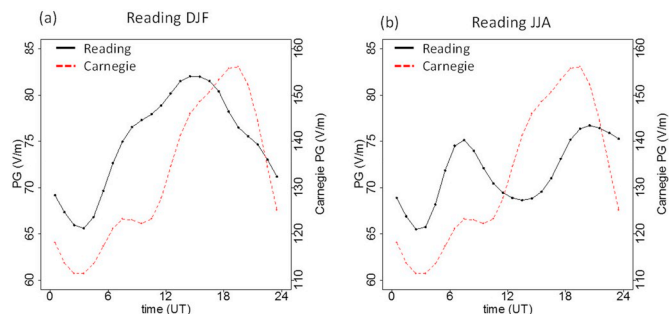 (a) Reading DJF
Reading
Carnegie
PG (V/m)
85
80
75
70
65
60
Carnegie PG (V/m)
160
150
140
130
120
110
0 6 12 18 24
time (UT)
(b) Reading JJA
Reading
Carnegie
PG (V/m)
85
80
75
70
65
60
Carnegie PG (V/m)
160
150
140
130
120
110
0 6 12 18 24
time (UT)